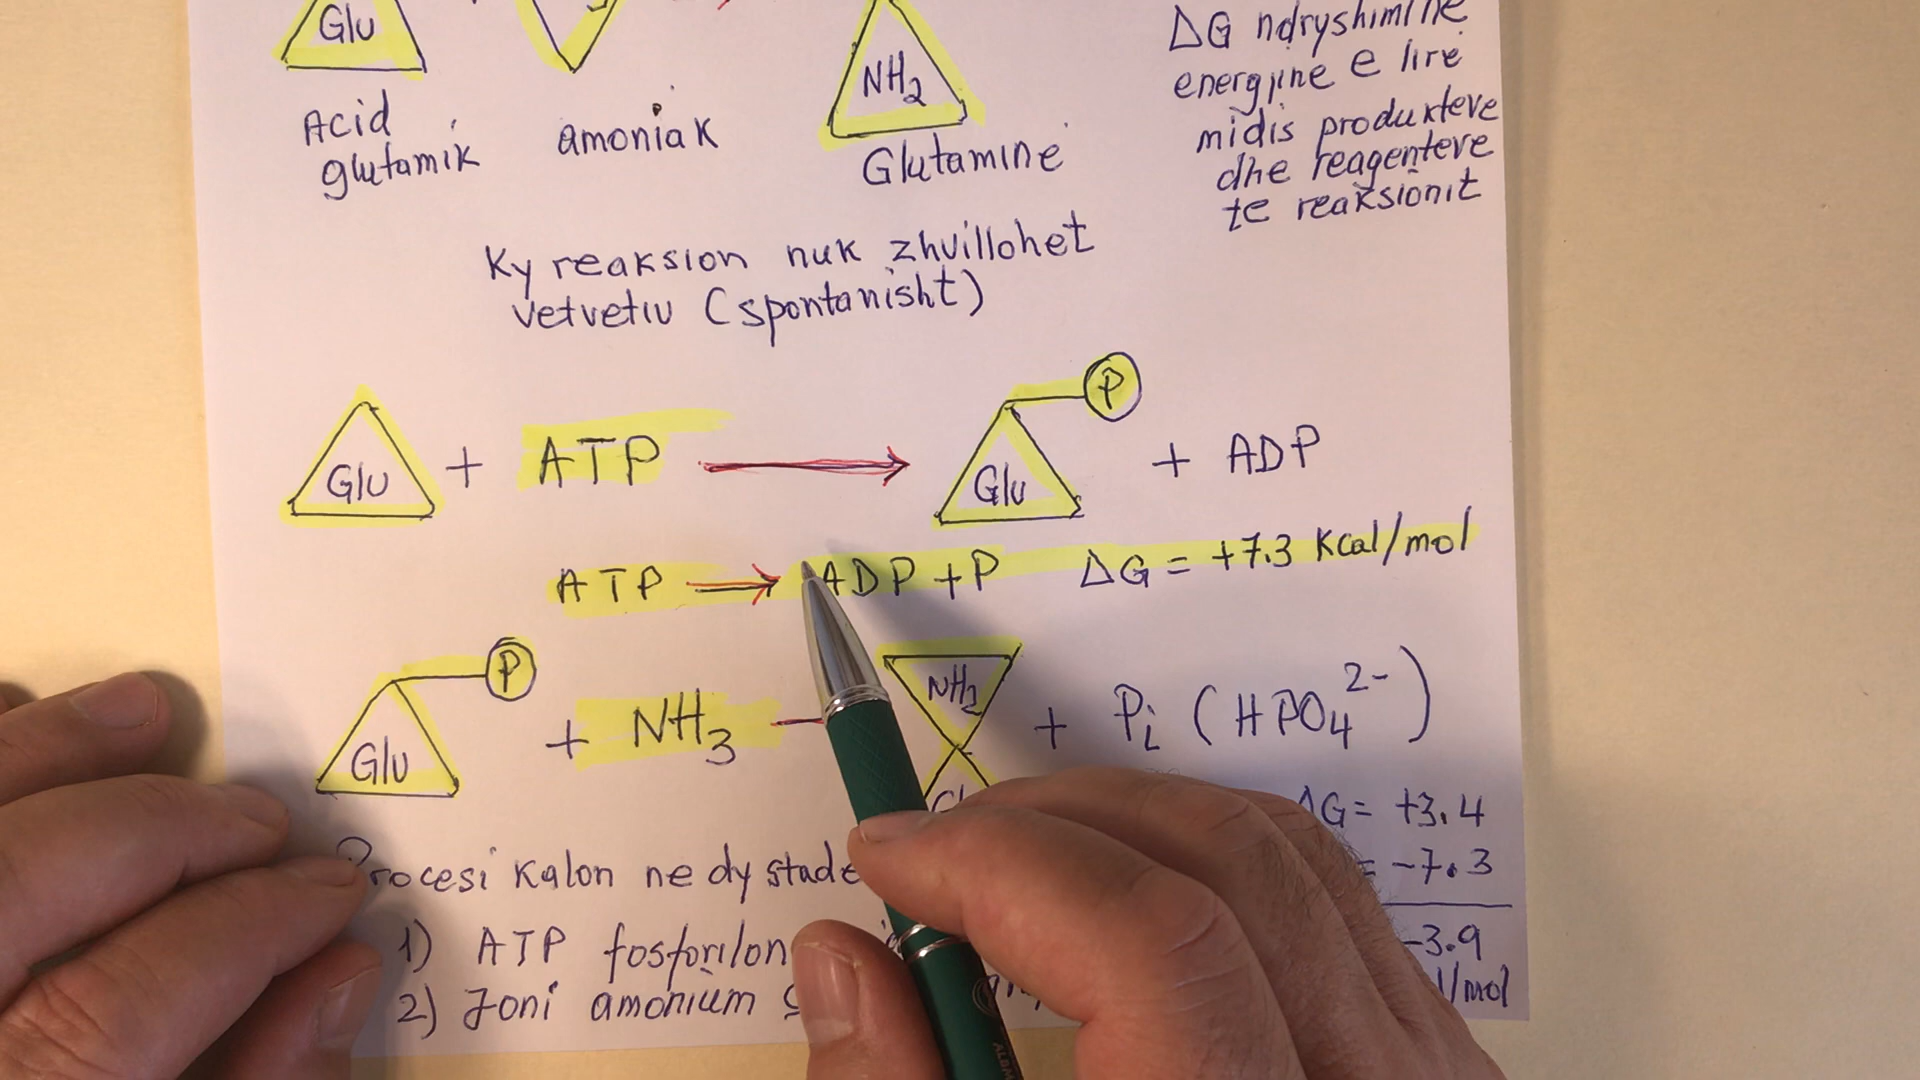 Glu
NH2
Acid
glutamik
amoniak
Glutamine
ΔG ndryshimi ne
energjine e lire
midis produkteve
dhe reagenteve
te reaksionit
Ky reaksion nuk zhvillohet
vetvetiu (spontanisht)
Glu + ATP → Glu P + ADP
ATP → ADP + P ΔG = +7.3 Kcal/mol
Glu P + NH3 NH2 + Pi (HPO4 2-)
ΔG = +3.4
= -7.3
-3.9
/mol
Procesi kalon ne dy stade
1) ATP fosforilon
2) Joni amonium